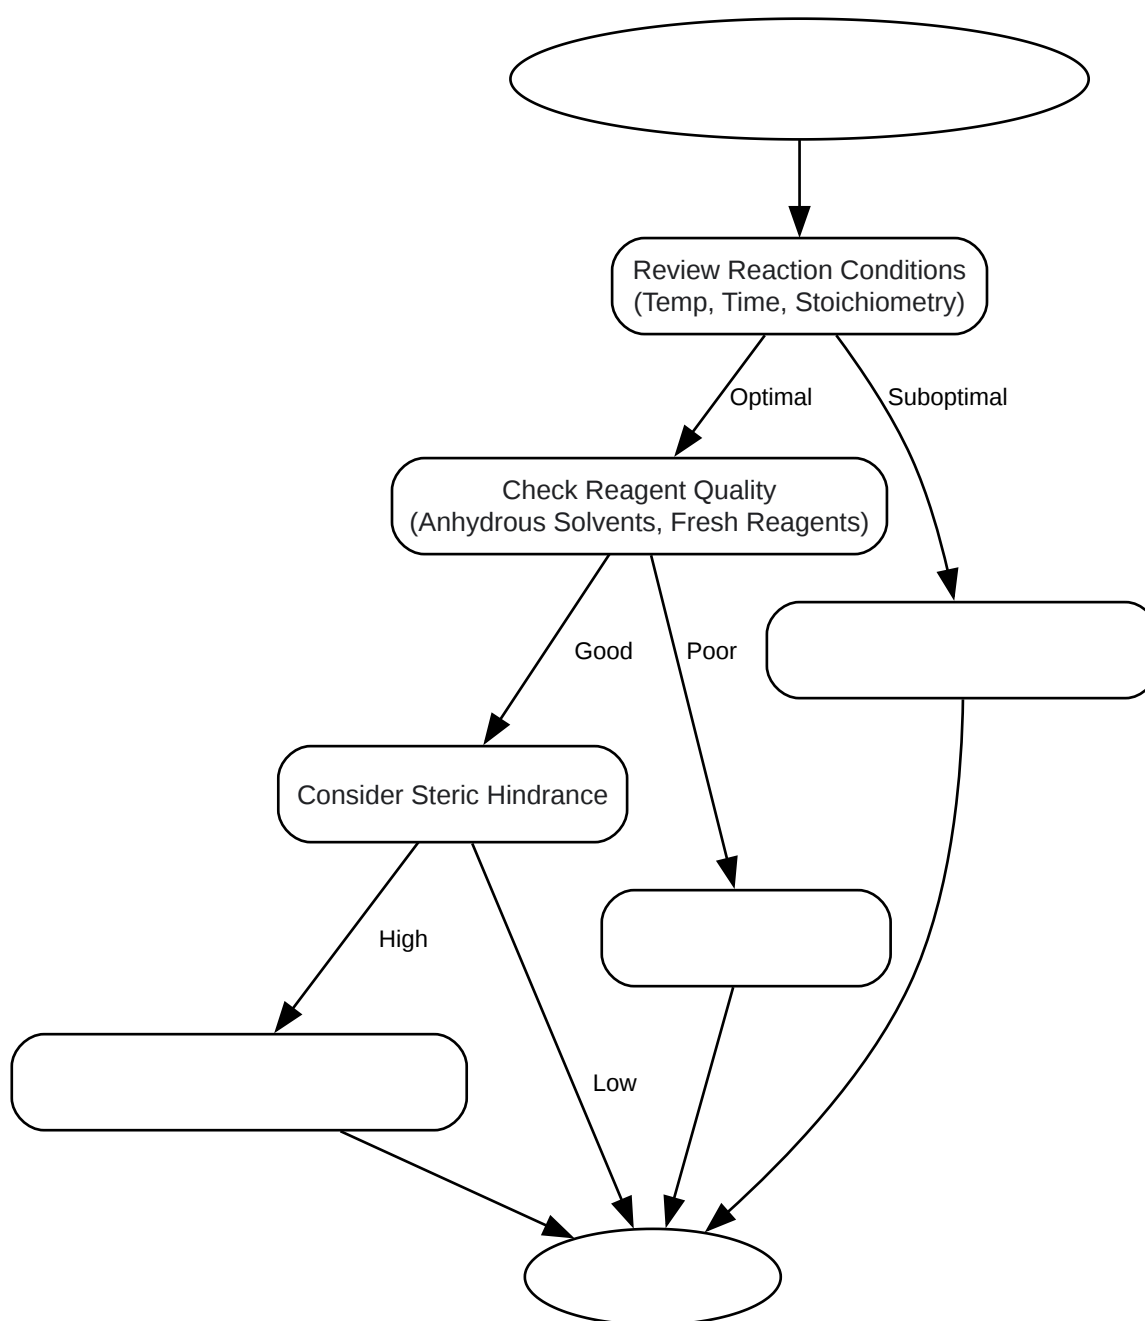 Review Reaction Conditions
(Temp, Time, Stoichiometry)
Optimal
Suboptimal
Check Reagent Quality
(Anhydrous Solvents, Fresh Reagents)
Good
Poor
Consider Steric Hindrance
High
Low